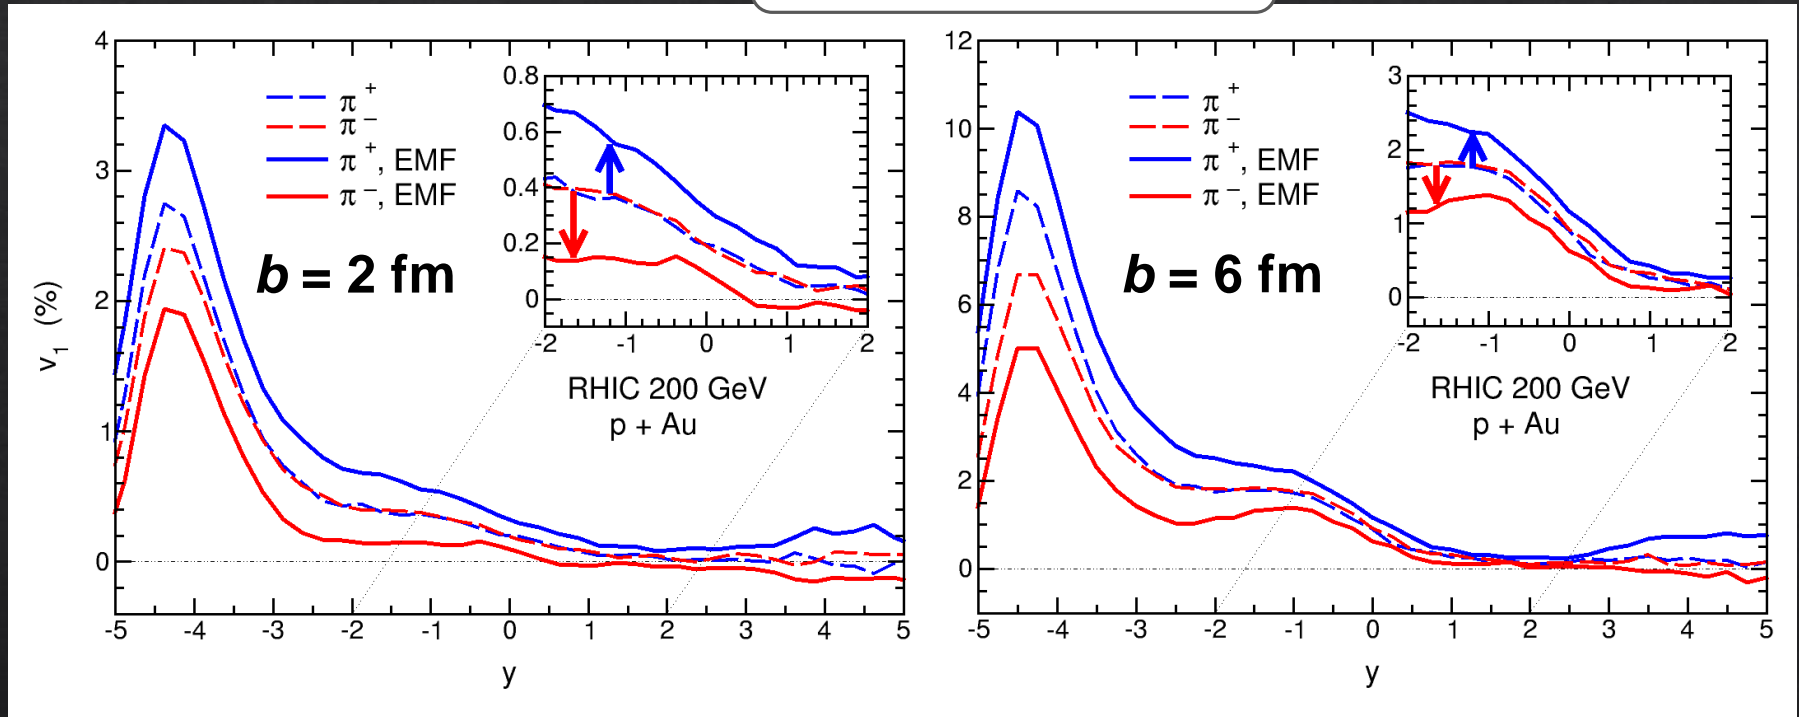 4
3
2
1
0
v1 (%)
π+
π−
π+, EMF
π−, EMF
b = 2 fm
0.8
0.6
0.4
0.2
0
-2 -1 0 1 2
RHIC 200 GeV
p + Au
-5 -4 -3 -2 -1 0 1 2 3 4 5
y
12
10
8
6
4
2
0
π+
π−
π+, EMF
π−, EMF
b = 6 fm
3
2
1
0
-2 -1 0 1 2
RHIC 200 GeV
p + Au
-5 -4 -3 -2 -1 0 1 2 3 4 5
y